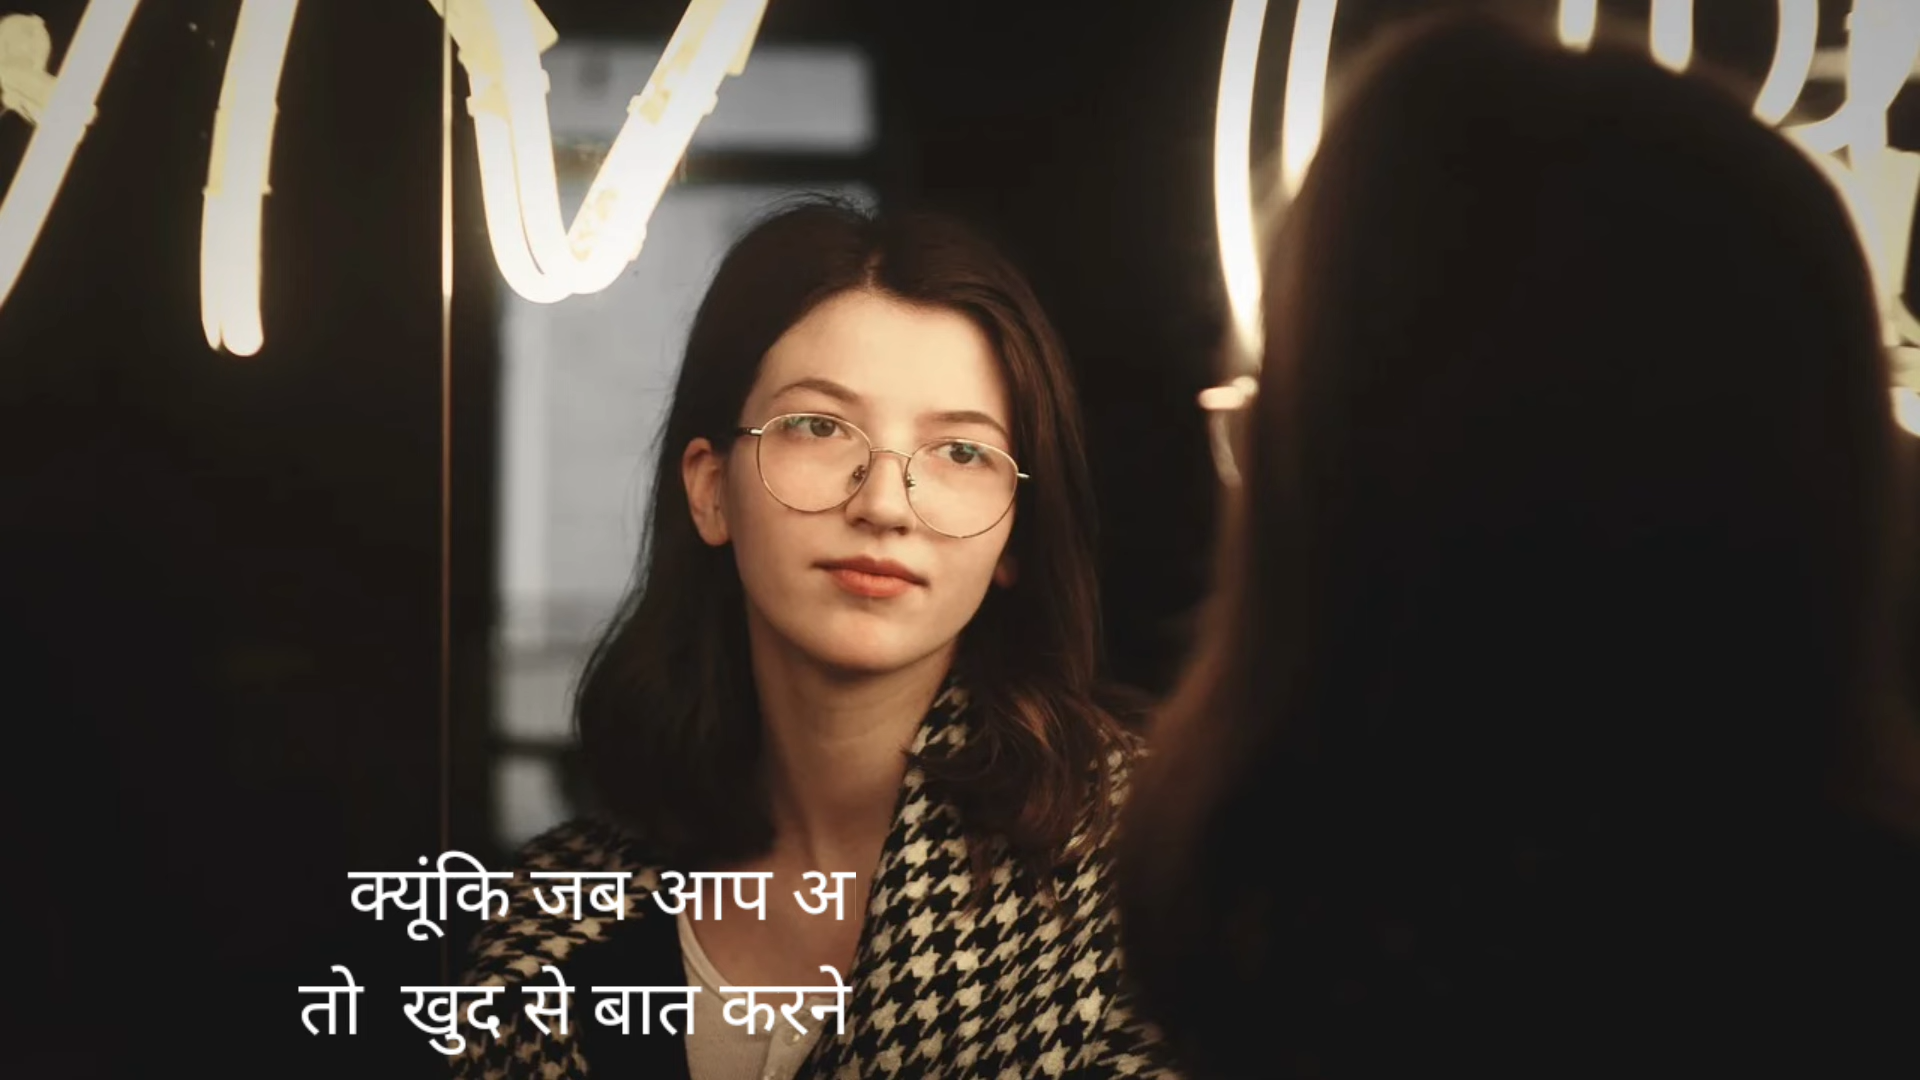 क्यूंकि जब आप अ
तो खुद से बात करने